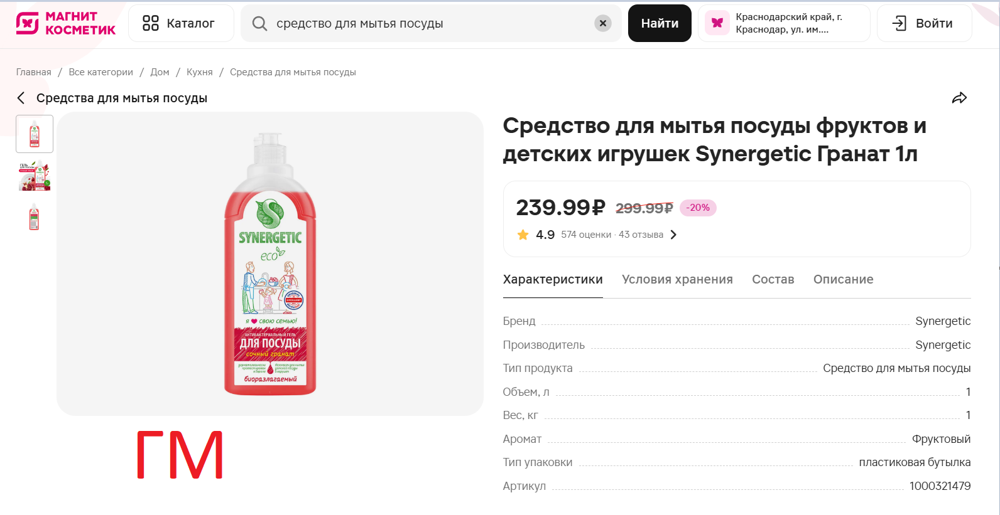 МАГНИТ
КОСМЕТИК
Каталог
средство для мытья посуды
Найти
Краснодарский край, г.
Краснодар, ул. им....
Войти
Главная / Все категории / Дом / Кухня / Средства для мытья посуды
Средства для мытья посуды
Средство для мытья посуды фруктов и
детских игрушек Synergetic Гранат 1л
239.99₽ 299.99₽ -20%
4.9 574 оценки · 43 отзыва
Характеристики Условия хранения Состав Описание
Бренд Synergetic
Производитель Synergetic
Тип продукта Средство для мытья посуды
Объем, л 1
Вес, кг 1
Аромат Фруктовый
Тип упаковки пластиковая бутылка
Артикул 1000321479
SYNERGETIC
eco
EXCELLENT
я свою семью!
АНТИБАКТЕРИАЛЬНЫЙ ГЕЛЬ
ДЛЯ ПОСУДЫ
сочный гранат
биоразлагаемый
ГМ